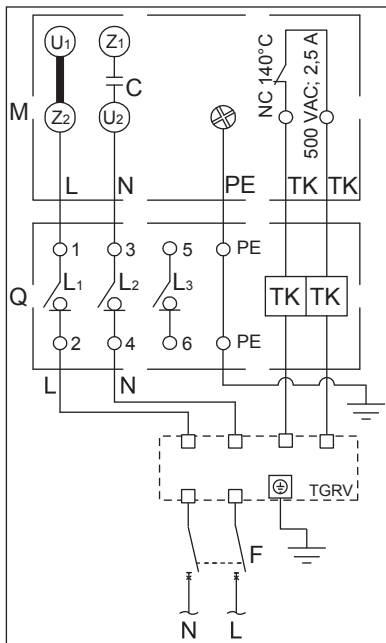 U1 Z1
C
M
Z2 U2
NC 140°C
500 VAC; 2,5 A
L N PE TK TK
1 3 5 PE
Q L1 L2 L3
TK TK
2 4 6 PE
L N
TGRV
F
N L